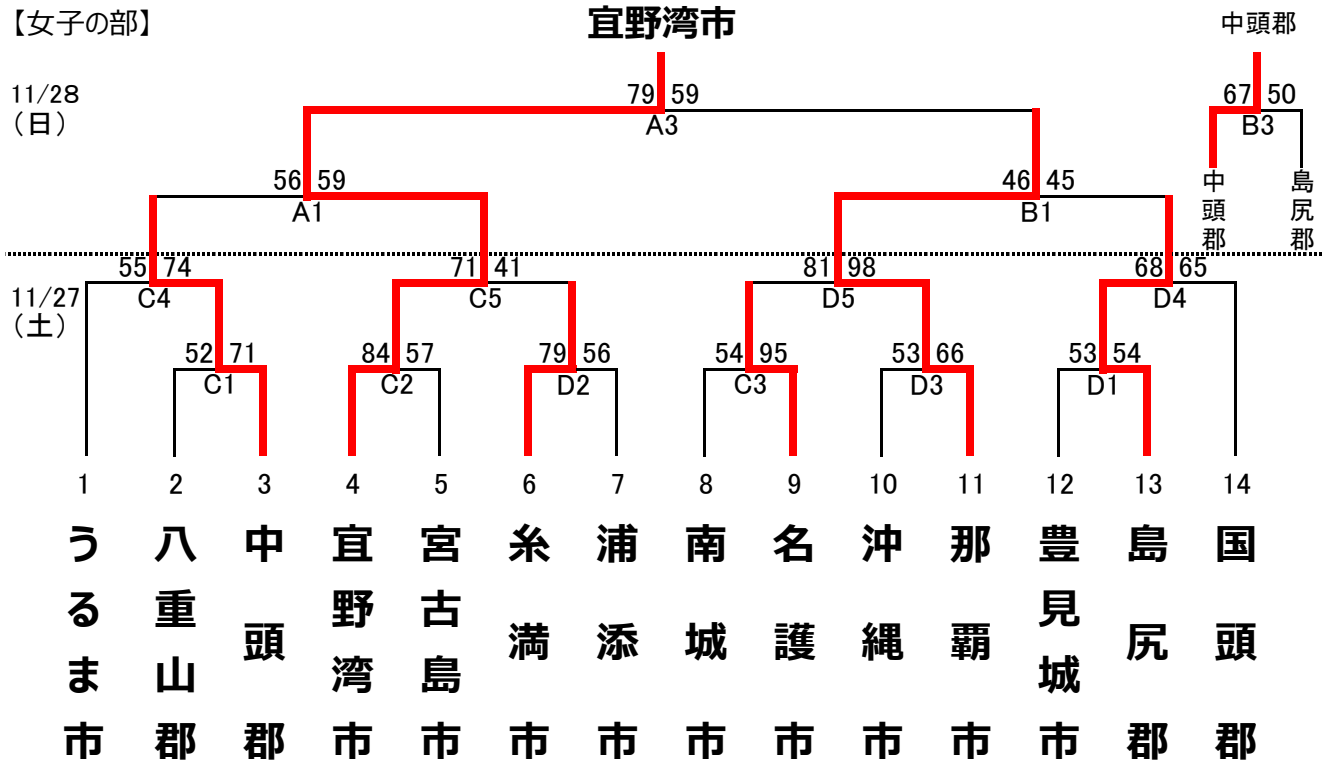 【女子の部】
宜野湾市
中頭郡
11/28
（日）
79 59
A3
67 50
B3
中頭郡
島尻郡
56 59
A1
46 45
B1
11/27
（土）
55 74
C4
71 41
C5
81 98
D5
68 65
D4
52 71
C1
84 57
C2
79 56
D2
54 95
C3
53 66
D3
53 54
D1
1 2 3 4 5 6 7 8 9 10 11 12 13 14
うるま市
八重山郡
中頭郡
宜野湾市
宮古島市
糸満市
浦添市
南城市
名護市
沖縄市
那覇市
豊見城市
島尻郡
国頭郡